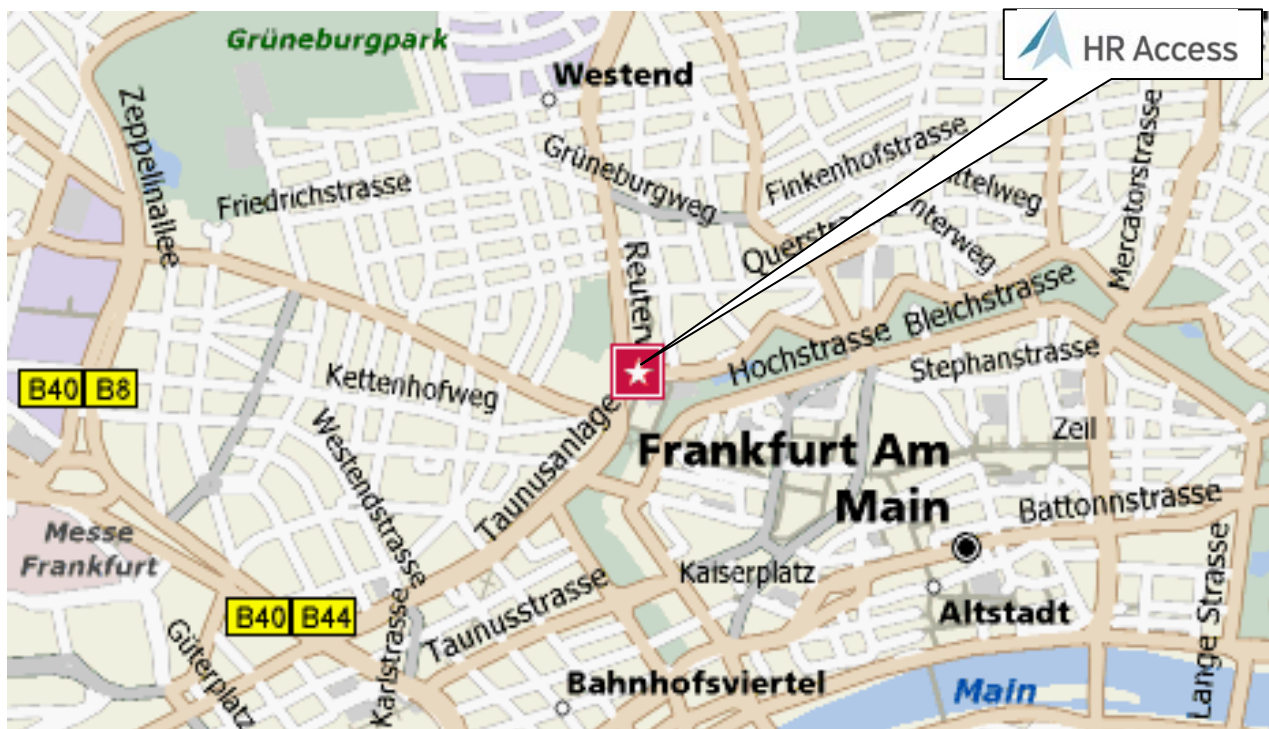 Grüneburgpark
HR Access
Westend
Zeppelinallee
Grüneburgweg
Finkenhofstrasse
Mercatorstrasse
Friedrichstrasse
Reuterw
Hochstrasse
Bleichstrasse
Stephanstrasse
B40 B8
Kettenhofweg
Westendstrasse
Taunusanlage
Zeil
Frankfurt Am
Main
Battonnstrasse
Messe
Frankfurt
Kaiserplatz
B40 B44
Taunusstrasse
Altstadt
Lange Strasse
Güterplatz
Karlstrasse
Bahnhofsviertel
Main